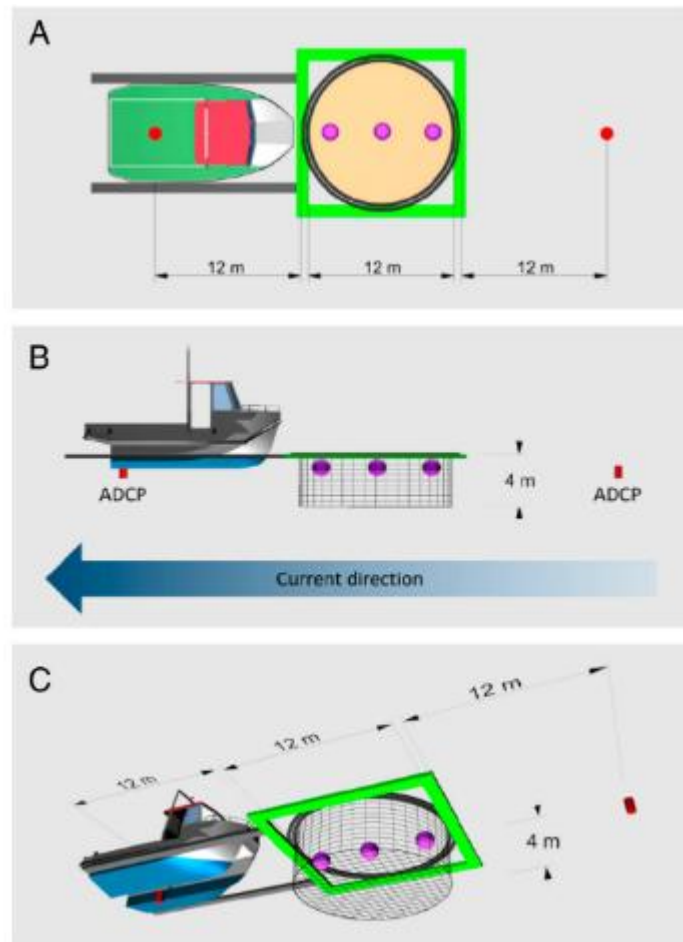 A
12 m 12 m 12 m
B
4 m
ADCP ADCP
Current direction
C
12 m
12 m
12 m
4 m